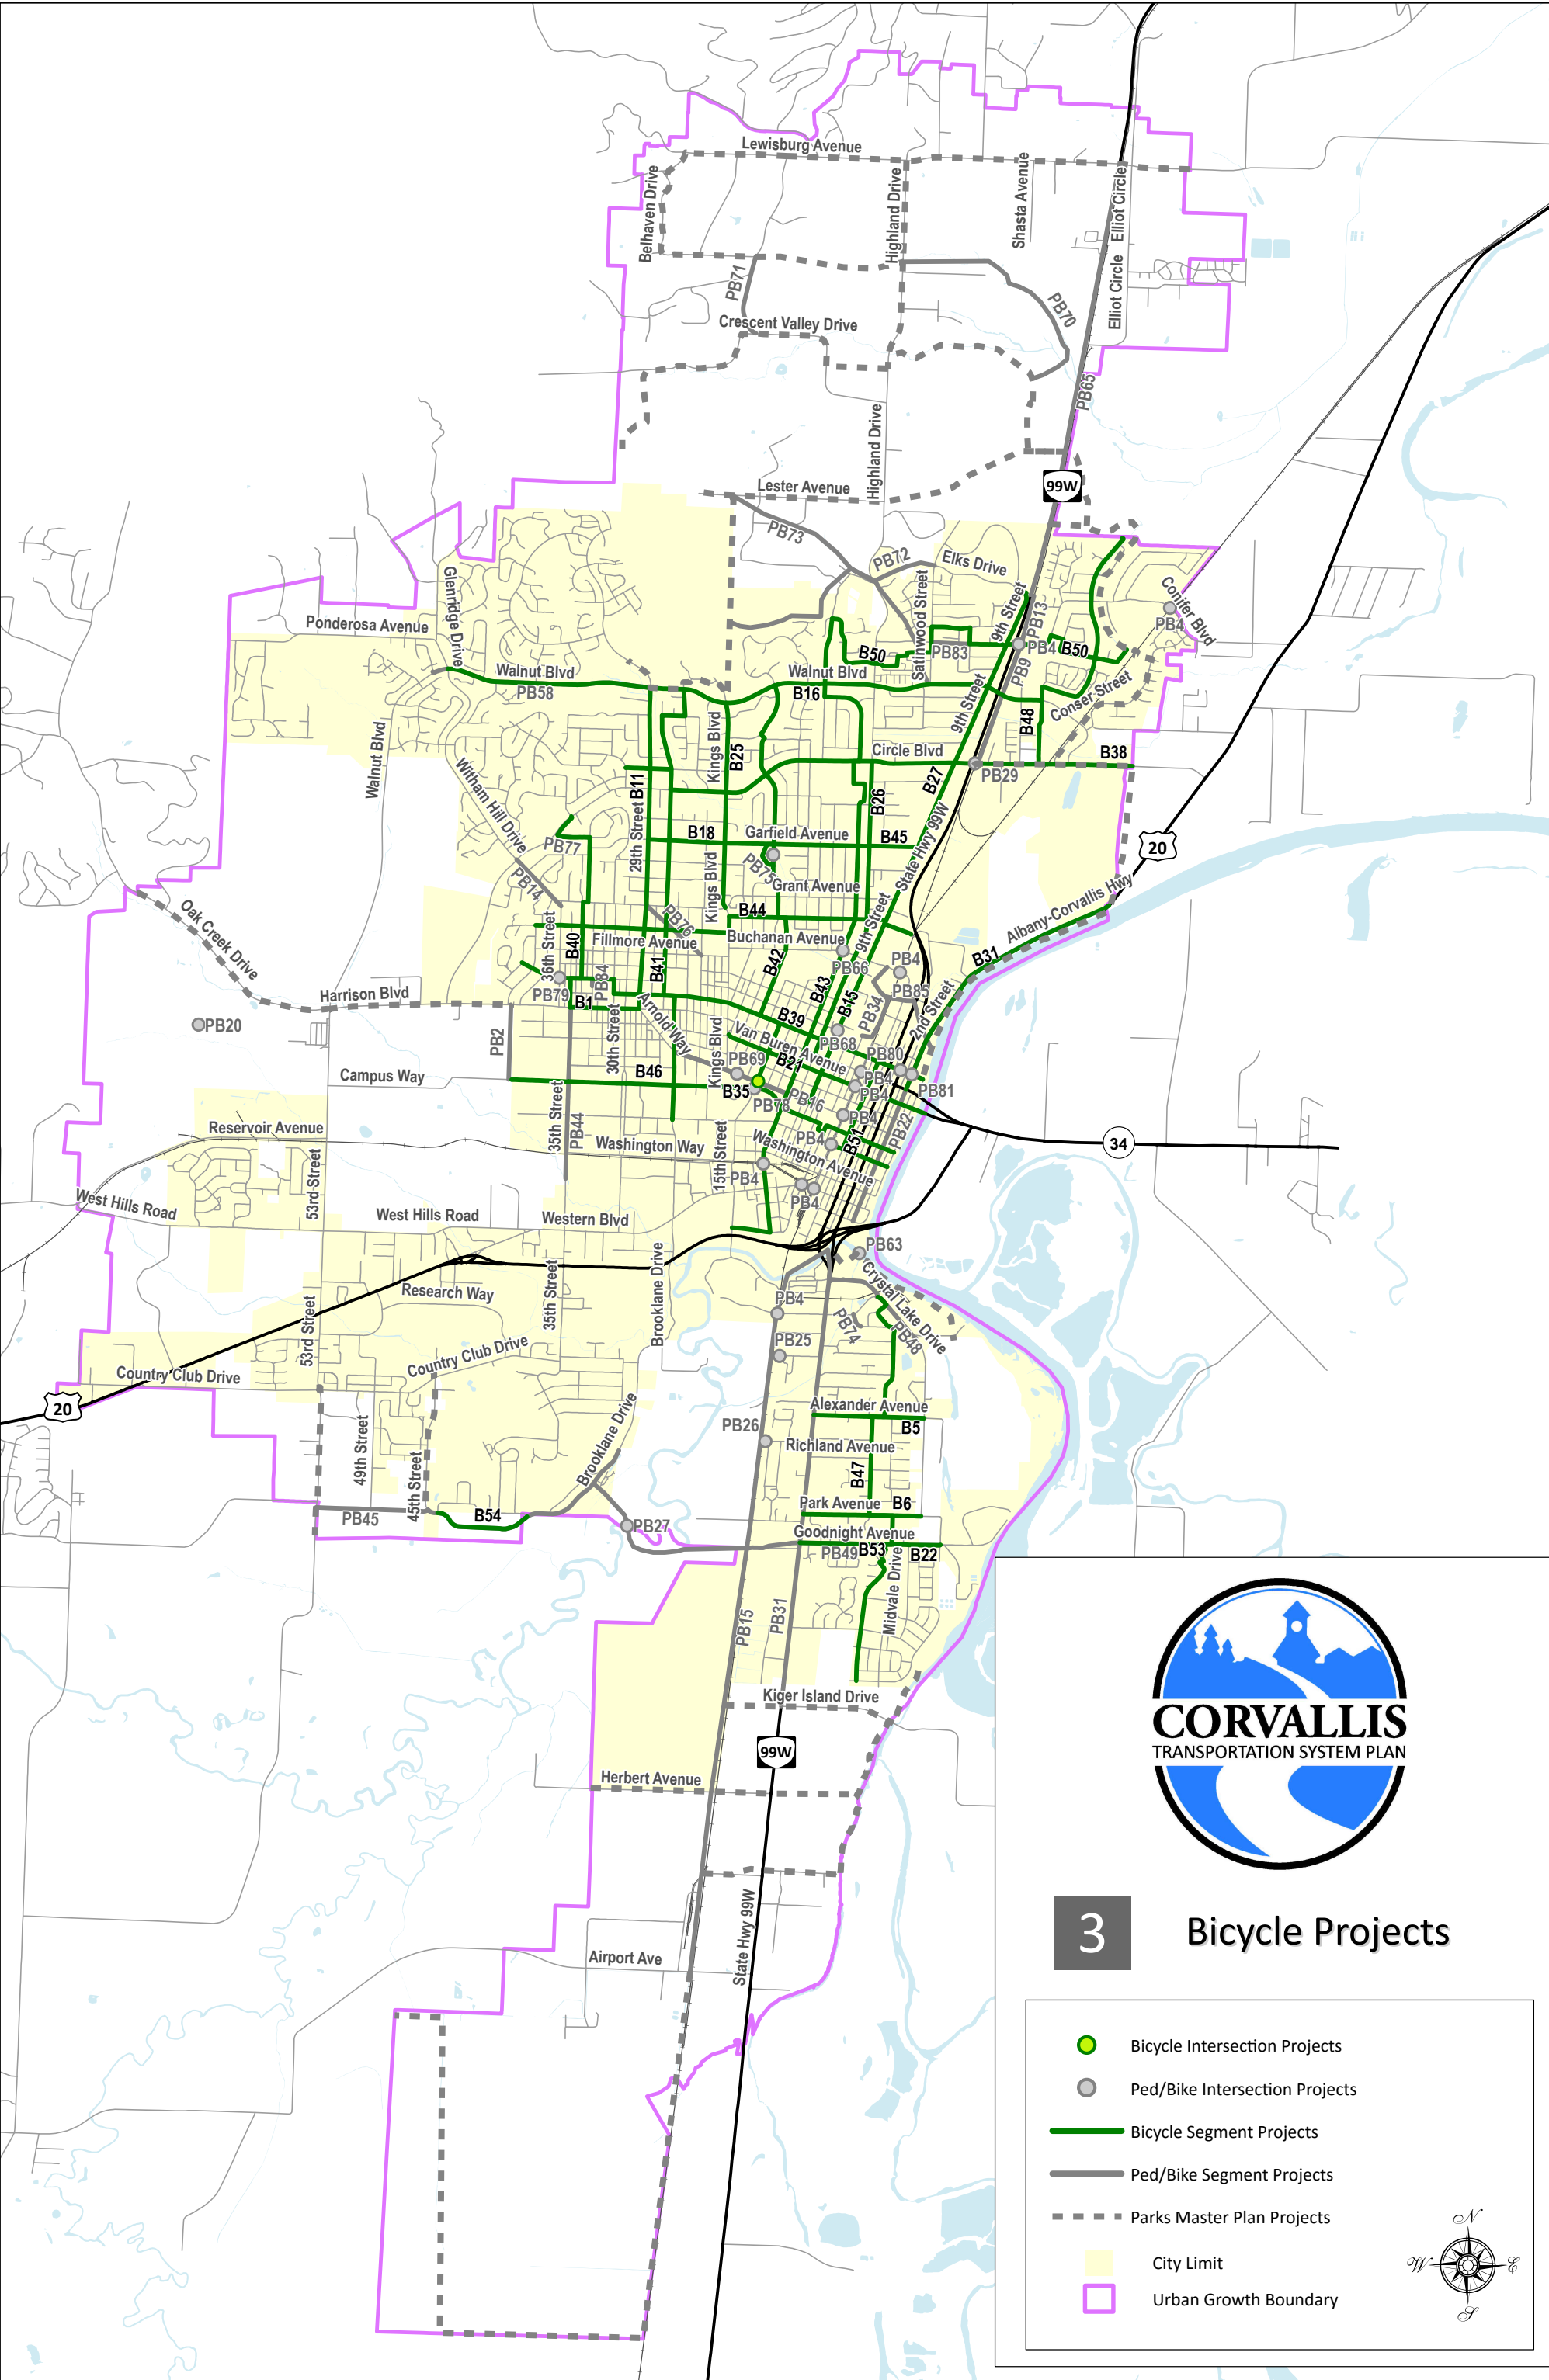 Lewisburg Avenue
Belhaven Drive
Highland Drive
Shasta Avenue
Elliot Circle
Elliot Circle
PB71
PB70
Crescent Valley Drive
PB65
Highland Drive
Lester Avenue
99W
PB73
PB72
Elks Drive
Glenridge Drive
Satinwood Street
9th Street
PB13
Conifer Blvd
PB4
Ponderosa Avenue
B50
PB83
PB4
B50
Walnut Blvd
PB58
Walnut Blvd
B16
PB9
Conser Street
9th Street
B48
Walnut Blvd
Kings Blvd
B25
Circle Blvd
B38
PB29
Witham Hill Drive
B11
B27
B26
29th Street
B18
Garfield Avenue
B45
State Hwy 99W
20
PB77
PB75
PB14
Kings Blvd
Grant Avenue
Albany-Corvallis Hwy
Oak Creek Drive
PB76
B44
9th Street
36th Street
B40
Fillmore Avenue
Buchanan Avenue
B31
B41
B42
PB66
PB4
PB84
PB79
PB85
Harrison Blvd
B1
B43
B15
PB34
2nd Street
PB20
PB2
30th Street
Arnold Way
B39
Van Buren Avenue
PB68
Kings Blvd
B21
PB80
PB69
Campus Way
B46
PB4
B35
PB4
PB81
PB78
PB16
35th Street
PB44
PB4
PB22
Reservoir Avenue
Washington Way
PB4
B51
Washington Avenue
34
53rd Street
15th Street
PB4
PB4
West Hills Road
West Hills Road
Western Blvd
PB63
Brooklane Drive
Crystal Lake Drive
Research Way
35th Street
PB4
PB74
PB48
53rd Street
PB25
Country Club Drive
Country Club Drive
20
Brooklane Drive
Alexander Avenue
B5
PB26
Richland Avenue
49th Street
45th Street
B47
Park Avenue
B6
PB45
B54
PB27
Goodnight Avenue
PB49
B53
B22
Midvale Drive
PB15
PB31
Kiger Island Drive
99W
Herbert Avenue
State Hwy 99W
Airport Ave
CORVALLIS
TRANSPORTATION SYSTEM PLAN
3
Bicycle Projects
Bicycle Intersection Projects
Ped/Bike Intersection Projects
Bicycle Segment Projects
Ped/Bike Segment Projects
Parks Master Plan Projects
City Limit
Urban Growth Boundary
N
W
E
S